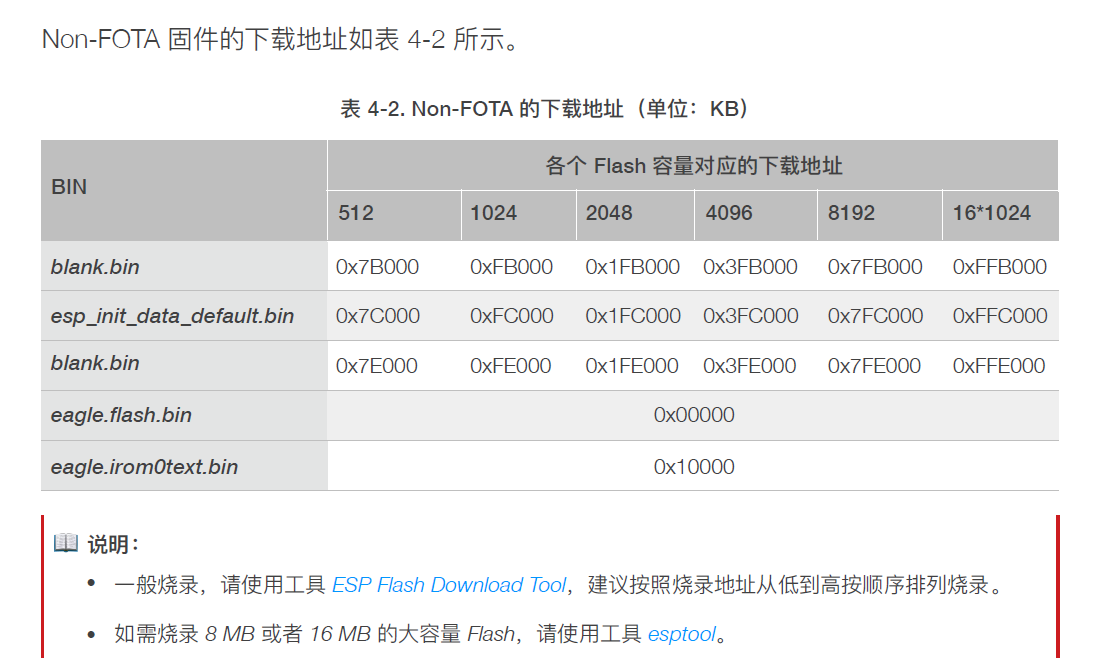 Non-FOTA 固件的下载地址如表 4-2 所示。
表 4-2. Non-FOTA 的下载地址（单位：KB）
BIN
各个 Flash 容量对应的下载地址
512 1024 2048 4096 8192 16*1024
blank.bin 0x7B000 0xFB000 0x1FB000 0x3FB000 0x7FB000 0xFFB000
esp_init_data_default.bin 0x7C000 0xFC000 0x1FC000 0x3FC000 0x7FC000 0xFFC000
blank.bin 0x7E000 0xFE000 0x1FE000 0x3FE000 0x7FE000 0xFFE000
eagle.flash.bin 0x00000
eagle.irom0text.bin 0x10000
说明：
• 一般烧录，请使用工具 ESP Flash Download Tool，建议按照烧录地址从低到高按顺序排列烧录。
• 如需烧录 8 MB 或者 16 MB 的大容量 Flash，请使用工具 esptool。